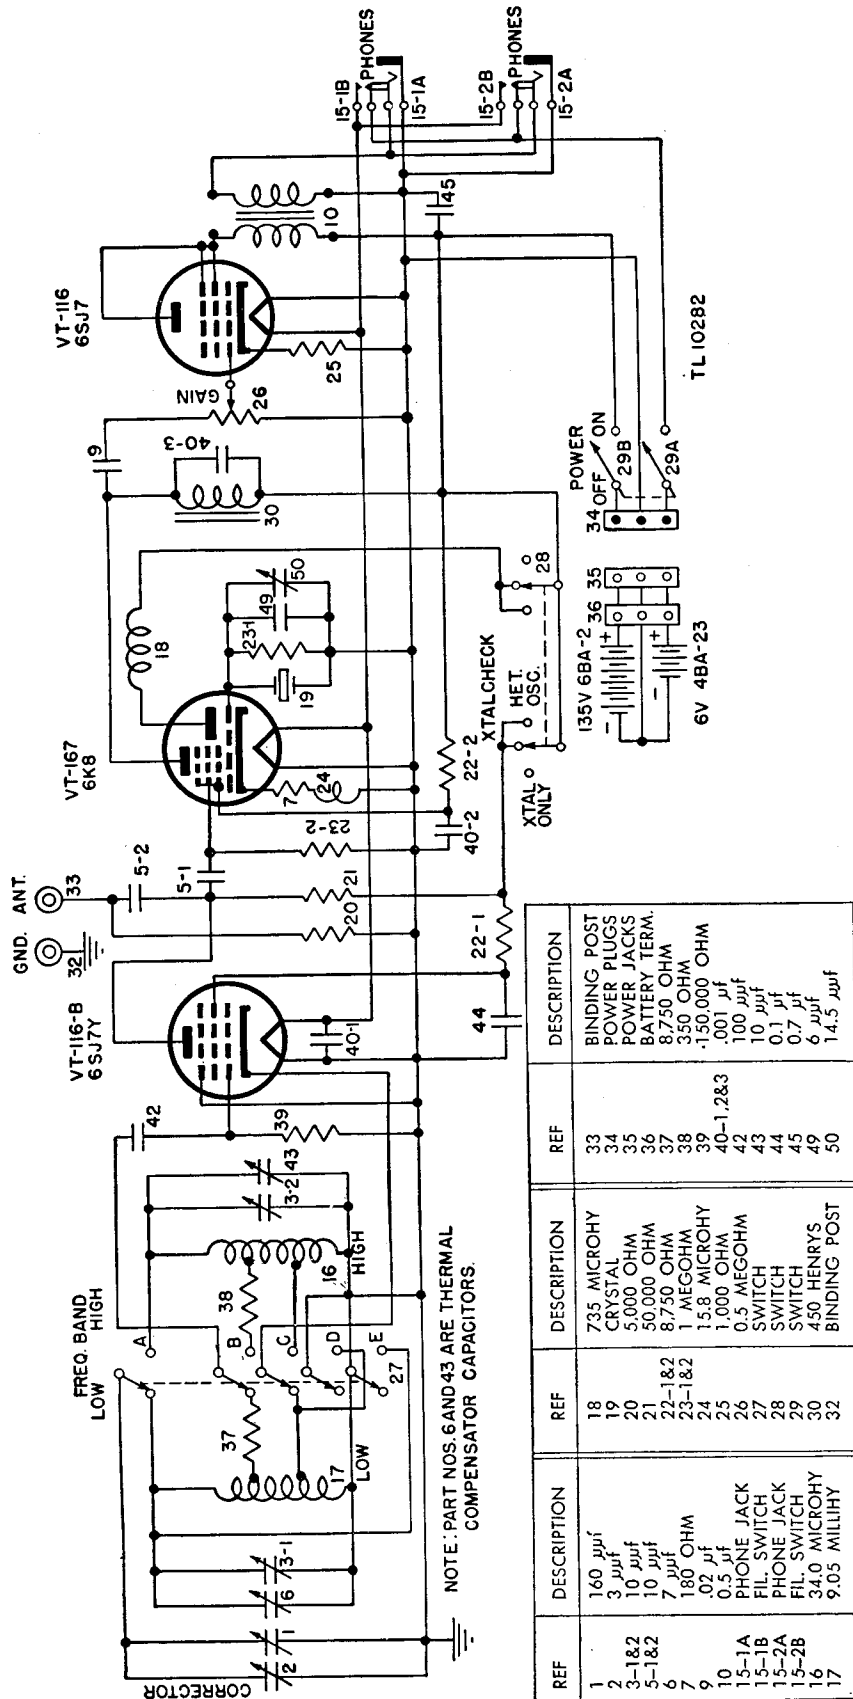 GND.
ANT.
32
33
FREQ. BAND
LOW
HIGH
VT-116-B
6SJ7Y
VT-167
6K8
VT-116
6SJ7
CORRECTOR
2
1
6
3-1
17
LOW
37
A
B
C
D
E
27
38
16
HIGH
3-2
43
42
39
40-1
44
22-1
20
21
5-1
5-2
23-2
7
24
40-2
22-2
19
23-1
49
50
18
30
40-3
9
GAIN
26
25
10
45
15-1B
PHONES
15-1A
15-2B
PHONES
15-2A
XTAL
ONLY
XTAL CHECK
HET.
OSC.
28
135V 6BA-2
- +
6V 4BA-23
- +
36
35
34
POWER
OFF
ON
29B
29A
TL10282
NOTE: PART NOS. 6 AND 43 ARE THERMAL
COMPENSATOR CAPACITORS.
REF DESCRIPTION REF DESCRIPTION REF DESCRIPTION
1 160 μμf 18 735 MICROHY 33 BINDING POST
2 3 μμf 19 CRYSTAL 34 POWER PLUGS
3-1&2 10 μμf 20 5,000 OHM 35 POWER JACKS
5-1&2 10 μμf 21 50,000 OHM 36 BATTERY TERM.
6 7 μμf 22-1&2 8,750 OHM 37 8,750 OHM
7 180 OHM 23-1&2 1 MEGOHM 38 350 OHM
9 .02 μf 24 15.8 MICROHY 39 150,000 OHM
10 0.5 μf 25 1,000 OHM 40-1,2&3 .001 μf
15-1A PHONE JACK 26 0.5 MEGOHM 42 100 μμf
15-1B FIL. SWITCH 27 SWITCH 43 10 μμf
15-2A PHONE JACK 28 SWITCH 44 0.1 μf
15-2B FIL. SWITCH 29 SWITCH 45 0.7 μf
16 34.0 MICROHY 30 450 HENRYS 49 6 μμf
17 9.05 MILLIHY 32 BINDING POST 50 14.5 μμf